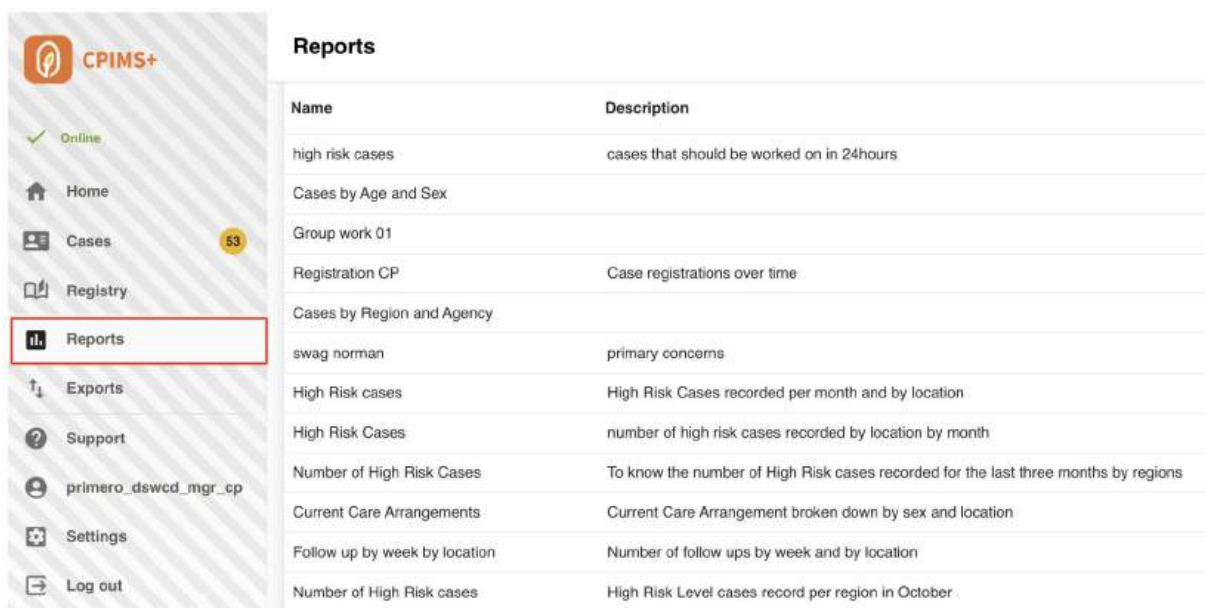 CPIMS+
Online
Home
Cases 53
Registry
Reports
Exports
Support
primero_dswcd_mgr_cp
Settings
Log out
Reports
Name Description
high risk cases cases that should be worked on in 24hours
Cases by Age and Sex
Group work 01
Registration CP Case registrations over time
Cases by Region and Agency
swag norman primary concerns
High Risk cases High Risk Cases recorded per month and by location
High Risk Cases number of high risk cases recorded by location by month
Number of High Risk Cases To know the number of High Risk cases recorded for the last three months by regions
Current Care Arrangements Current Care Arrangement broken down by sex and location
Follow up by week by location Number of follow ups by week and by location
Number of High Risk cases High Risk Level cases record per region in October